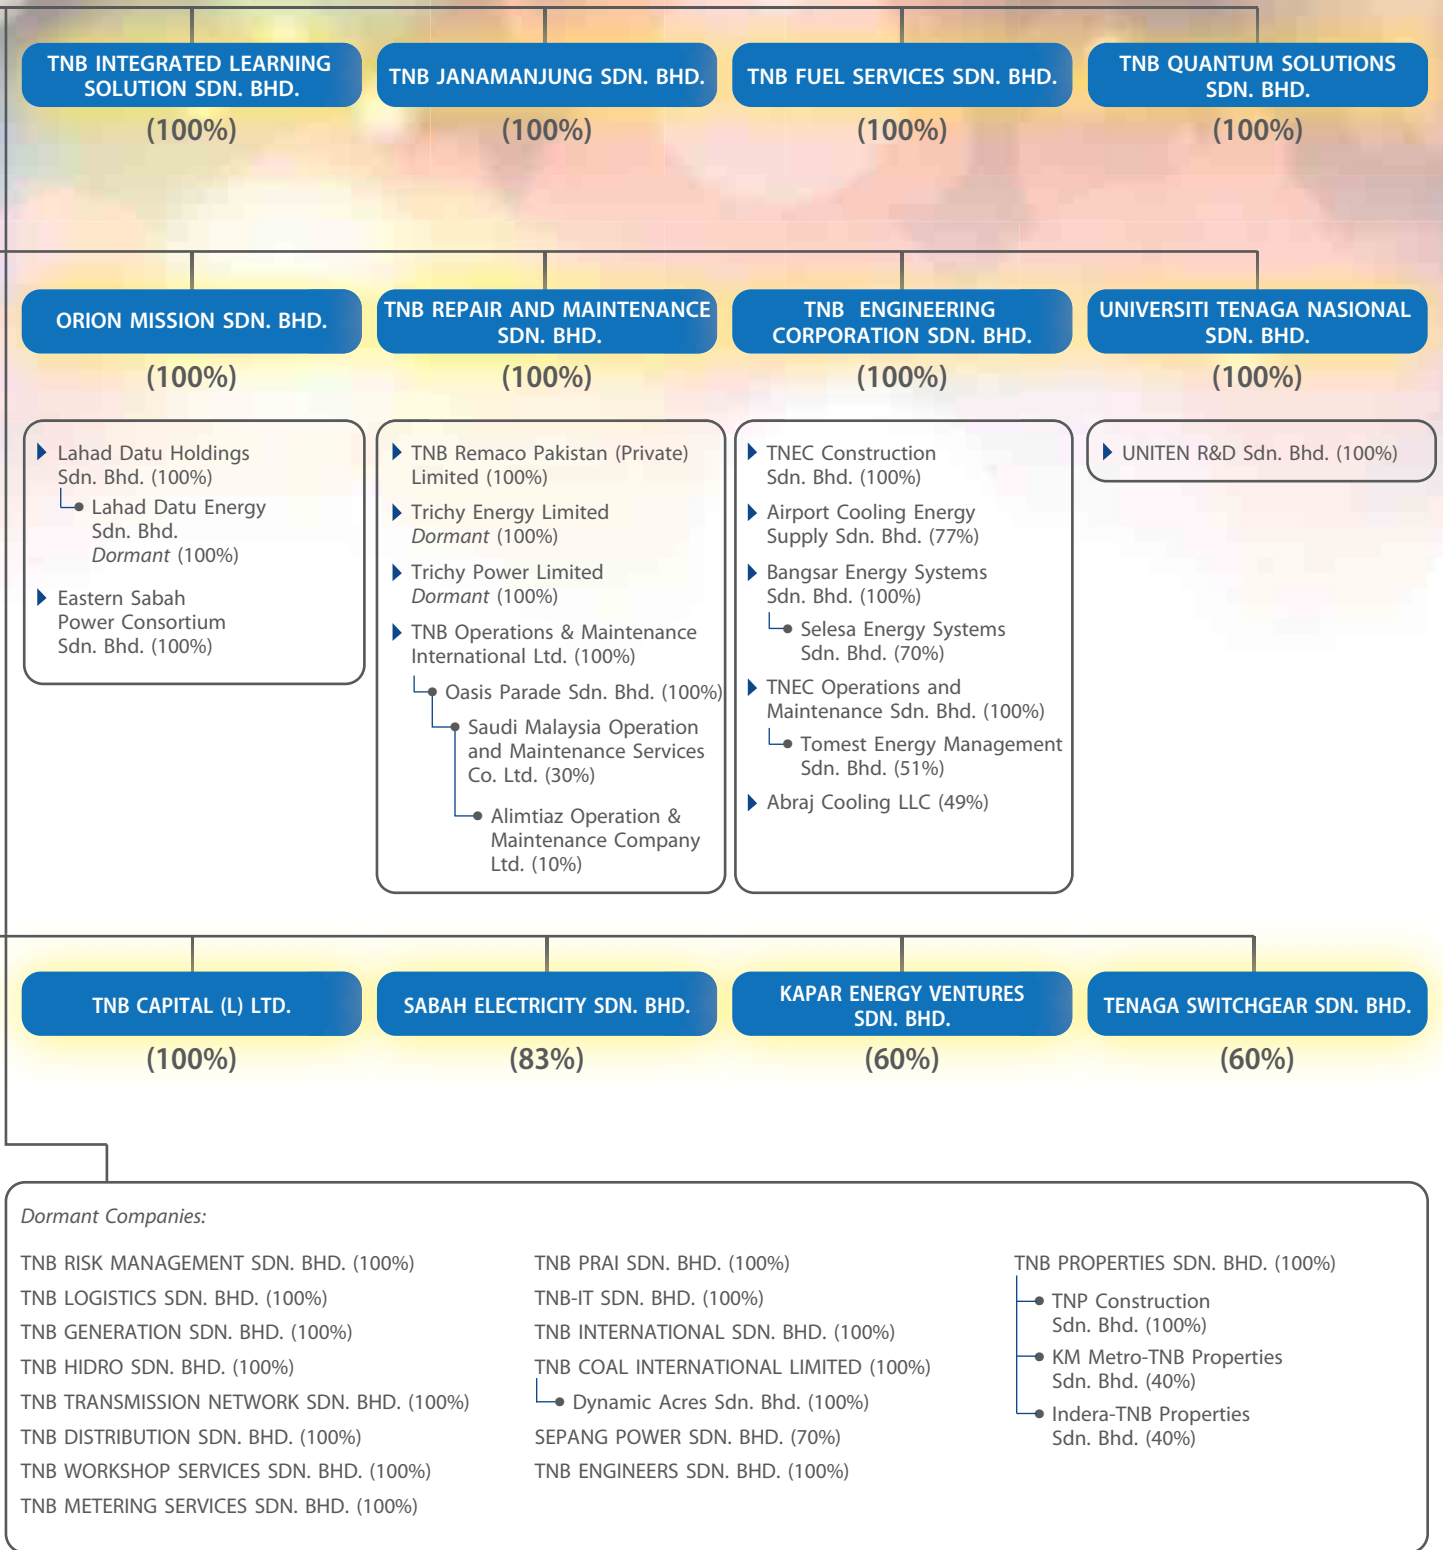 TNB INTEGRATED LEARNING
SOLUTION SDN. BHD.
(100%)
TNB JANAMANJUNG SDN. BHD.
(100%)
TNB FUEL SERVICES SDN. BHD.
(100%)
TNB QUANTUM SOLUTIONS
SDN. BHD.
(100%)
ORION MISSION SDN. BHD.
(100%)
Lahad Datu Holdings
Sdn. Bhd. (100%)
Lahad Datu Energy
Sdn. Bhd.
Dormant (100%)
Eastern Sabah
Power Consortium
Sdn. Bhd. (100%)
TNB REPAIR AND MAINTENANCE
SDN. BHD.
(100%)
TNB Remaco Pakistan (Private)
Limited (100%)
Trichy Energy Limited
Dormant (100%)
Trichy Power Limited
Dormant (100%)
TNB Operations & Maintenance
International Ltd. (100%)
Oasis Parade Sdn. Bhd. (100%)
Saudi Malaysia Operation
and Maintenance Services
Co. Ltd. (30%)
Alimtiaz Operation &
Maintenance Company
Ltd. (10%)
TNB ENGINEERING
CORPORATION SDN. BHD.
(100%)
TNEC Construction
Sdn. Bhd. (100%)
Airport Cooling Energy
Supply Sdn. Bhd. (77%)
Bangsar Energy Systems
Sdn. Bhd. (100%)
Selesa Energy Systems
Sdn. Bhd. (70%)
TNEC Operations and
Maintenance Sdn. Bhd. (100%)
Tomest Energy Management
Sdn. Bhd. (51%)
Abraj Cooling LLC (49%)
UNIVERSITI TENAGA NASIONAL
SDN. BHD.
(100%)
UNITEN R&D Sdn. Bhd. (100%)
TNB CAPITAL (L) LTD.
(100%)
SABAH ELECTRICITY SDN. BHD.
(83%)
KAPAR ENERGY VENTURES
SDN. BHD.
(60%)
TENAGA SWITCHGEAR SDN. BHD.
(60%)
Dormant Companies:
TNB RISK MANAGEMENT SDN. BHD. (100%)
TNB LOGISTICS SDN. BHD. (100%)
TNB GENERATION SDN. BHD. (100%)
TNB HIDRO SDN. BHD. (100%)
TNB TRANSMISSION NETWORK SDN. BHD. (100%)
TNB DISTRIBUTION SDN. BHD. (100%)
TNB WORKSHOP SERVICES SDN. BHD. (100%)
TNB METERING SERVICES SDN. BHD. (100%)
TNB PRAI SDN. BHD. (100%)
TNB-IT SDN. BHD. (100%)
TNB INTERNATIONAL SDN. BHD. (100%)
TNB COAL INTERNATIONAL LIMITED (100%)
Dynamic Acres Sdn. Bhd. (100%)
SEPANG POWER SDN. BHD. (70%)
TNB ENGINEERS SDN. BHD. (100%)
TNB PROPERTIES SDN. BHD. (100%)
TNP Construction
Sdn. Bhd. (100%)
KM Metro-TNB Properties
Sdn. Bhd. (40%)
Indera-TNB Properties
Sdn. Bhd. (40%)